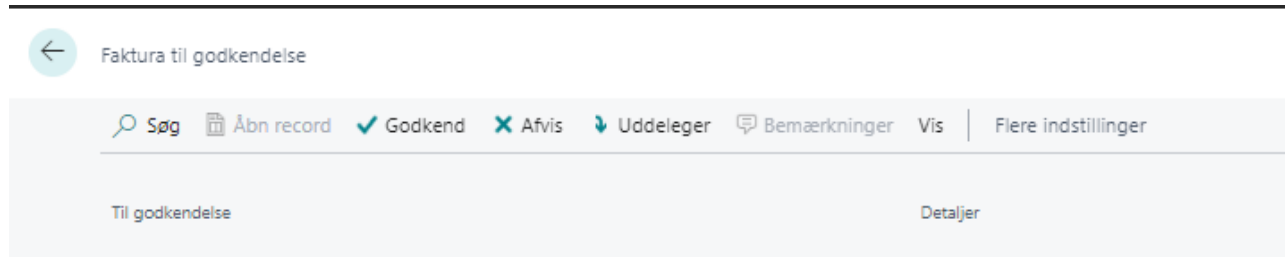 Faktura til godkendelse
Søg Åbn record Godkend Afvis Uddeleger Bemærkninger Vis Flere indstillinger
Til godkendelse Detaljer